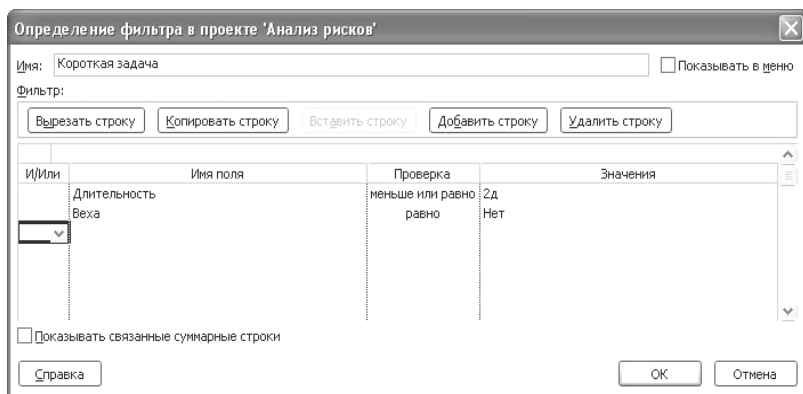 Определение фильтра в проекте 'Анализ рисков'
Имя: Короткая задача Показывать в меню
Фильтр:
Вырезать строку Копировать строку Вставить строку Добавить строку Удалить строку
И/Или Имя поля Проверка Значения
Длительность меньше или равно 2д
Веха равно Нет
Показывать связанные суммарные строки
Справка ОК Отмена